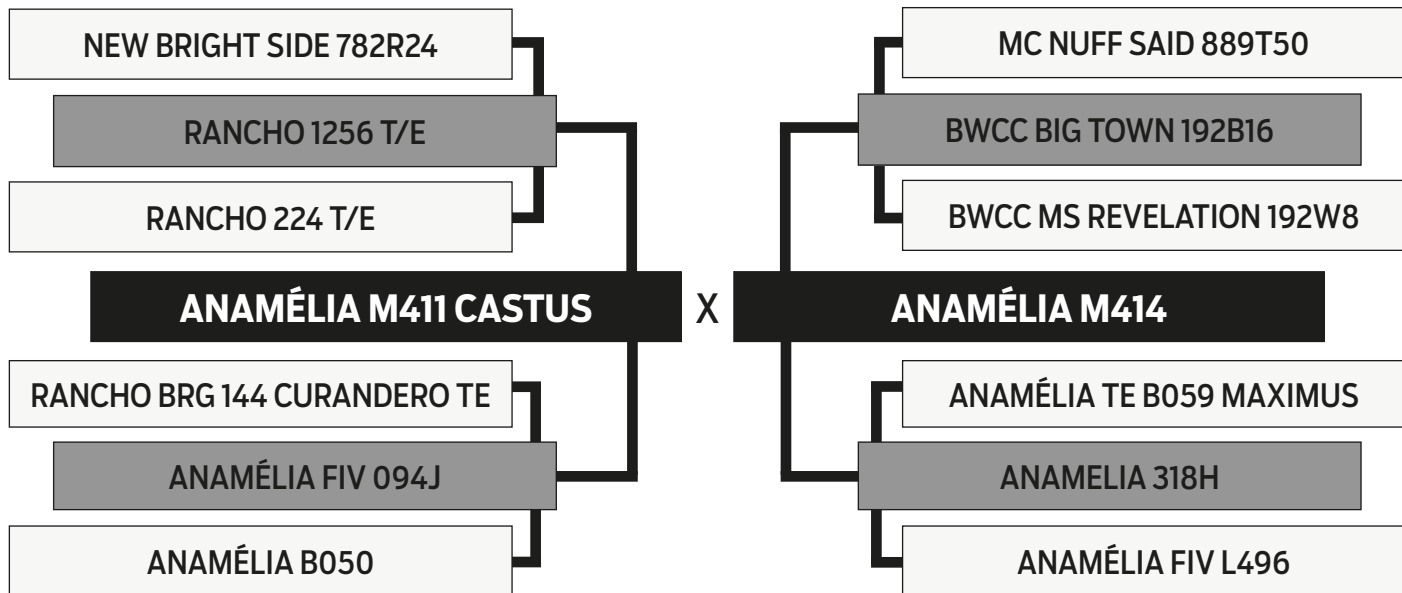 NEW BRIGHT SIDE 782R24
MC NUFF SAID 889T50
RANCHO 1256 T/E
BWCC BIG TOWN 192B16
RANCHO 224 T/E
BWCC MS REVELATION 192W8
ANAMÉLIA M411 CASTUS X ANAMÉLIA M414
RANCHO BRG 144 CURANDERO TE
ANAMÉLIA TE B059 MAXIMUS
ANAMÉLIA FIV 094J
ANAMELIA 318H
ANAMÉLIA B050
ANAMÉLIA FIV L496